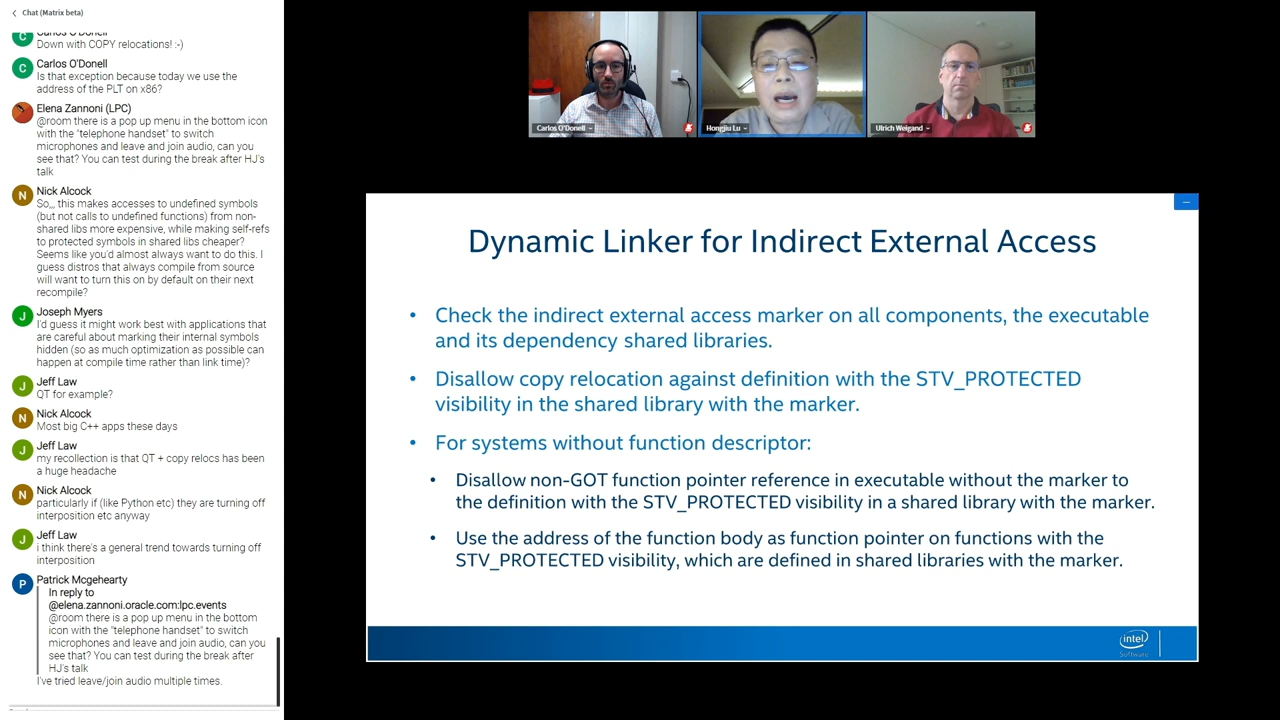 Chat (Matrix beta)
Carlos O'Donell
Down with COPY relocations! :-)
Carlos O'Donell
Is that exception because today we use the
address of the PLT on x86?
Elena Zannoni (LPC)
@room there is a pop up menu in the bottom
icon with the "telephone handset" to switch
microphones and leave and join audio, can you
see that? You can test during the break after HJ's
talk
Nick Alcock
So,,, this makes accesses to undefined symbols
(but not calls to undefined functions) from non-
shared libs more expensive, while making self-refs
to protected symbols in shared libs cheaper?
Seems like you'd almost always want to do this. I
guess distros that always compile from source
will want to turn this on by default on their next
recompile?
Joseph Myers
I'd guess it might work best with applications that
are careful about marking their internal symbols
hidden (so as much optimization as possible can
happen at compile time rather than link time)?
Jeff Law
QT for example?
Nick Alcock
Most big C++ apps these days
Jeff Law
my recollection is that QT + copy relocs has been
a huge headache
Nick Alcock
particularly if (like Python etc) they are turning off
interposition etc anyway
Jeff Law
i think there's a general trend towards turning off
interposition
Patrick Mcgehearty
In reply to
@elena.zannoni.oracle.com:lpc.events
@room there is a pop up menu in the bottom
icon with the "telephone handset" to switch
microphones and leave and join audio, can you
see that? You can test during the break after
HJ's talk
I've tried leave/join audio multiple times.
C
C
N
J
J
N
J
N
J
P
Carlos O'Donell
Hongjiu Lu
Ulrich Weigand
Dynamic Linker for Indirect External Access
• Check the indirect external access marker on all components, the executable
and its dependency shared libraries.
• Disallow copy relocation against definition with the STV_PROTECTED
visibility in the shared library with the marker.
• For systems without function descriptor:
• Disallow non-GOT function pointer reference in executable without the marker to
the definition with the STV_PROTECTED visibility in a shared library with the marker.
• Use the address of the function body as function pointer on functions with the
STV_PROTECTED visibility, which are defined in shared libraries with the marker.
intel
Software